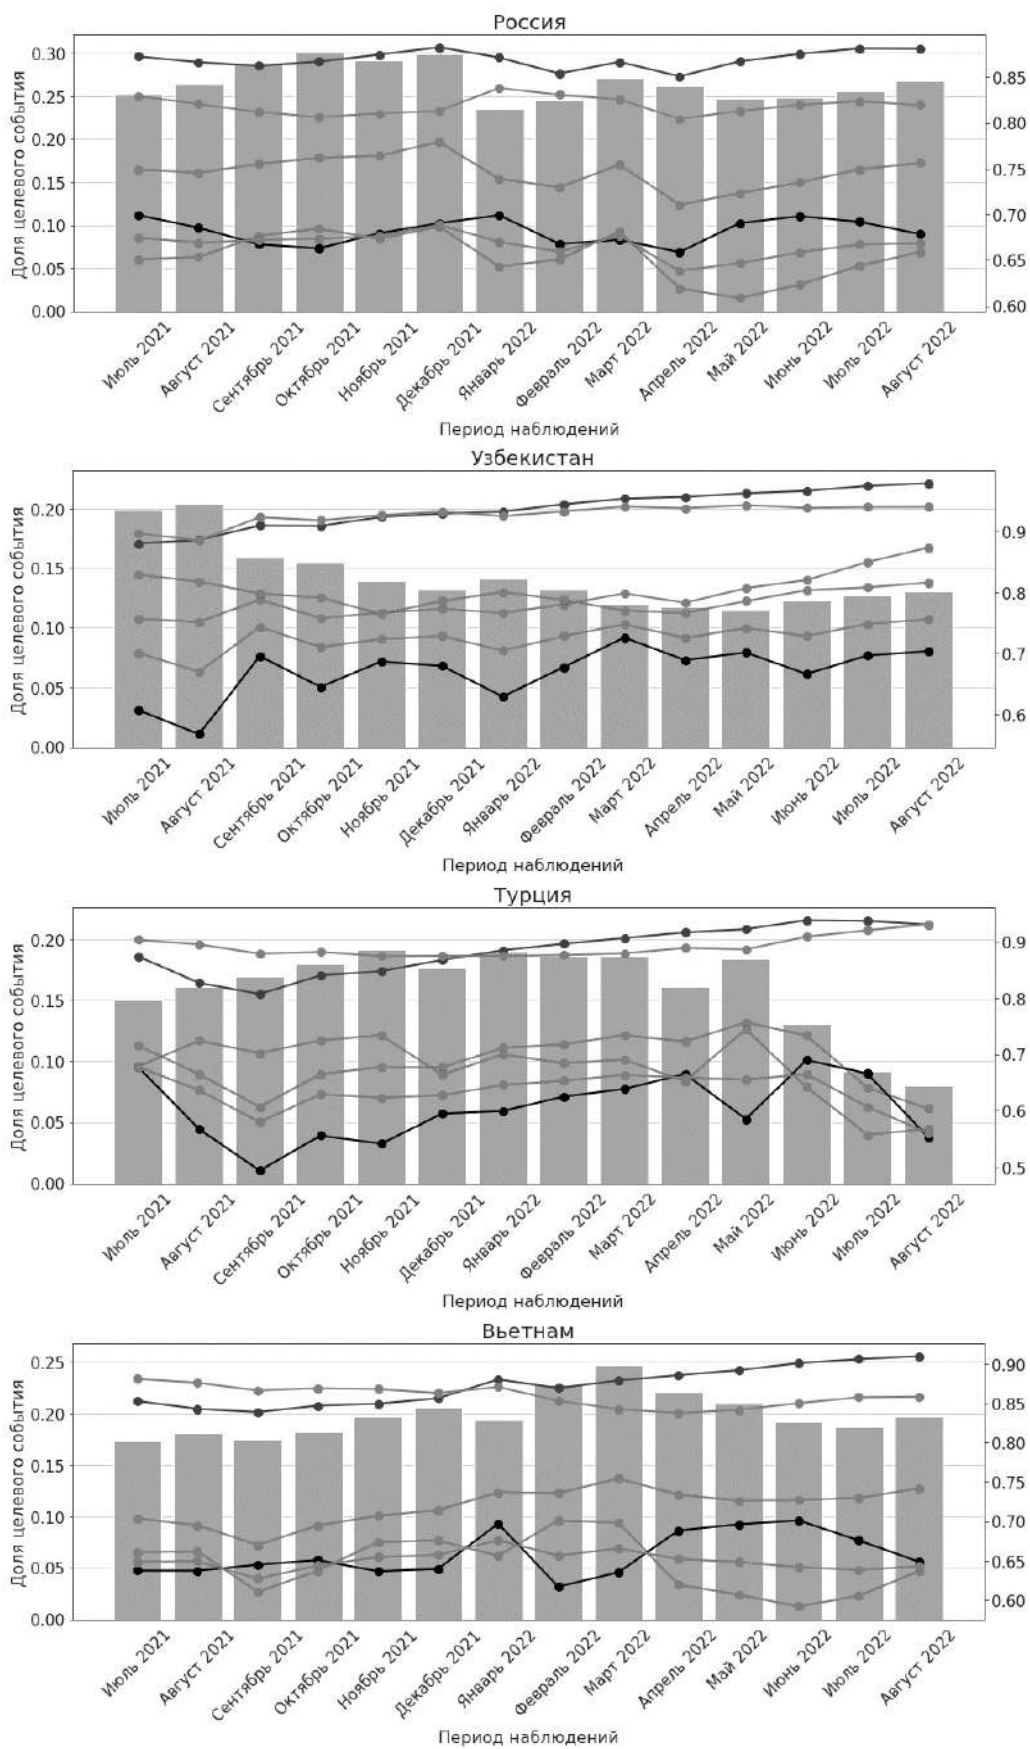 Россия
Доля целевого события
0.30
0.25
0.20
0.15
0.10
0.05
0.00
0.85
0.80
0.75
0.70
0.65
0.60
Июль 2021
Август 2021
Сентябрь 2021
Октябрь 2021
Ноябрь 2021
Декабрь 2021
Январь 2022
Февраль 2022
Март 2022
Апрель 2022
Май 2022
Июнь 2022
Июль 2022
Август 2022
Период наблюдений
Узбекистан
Доля целевого события
0.20
0.15
0.10
0.05
0.00
0.9
0.8
0.7
0.6
Июль 2021
Август 2021
Сентябрь 2021
Октябрь 2021
Ноябрь 2021
Декабрь 2021
Январь 2022
Февраль 2022
Март 2022
Апрель 2022
Май 2022
Июнь 2022
Июль 2022
Август 2022
Период наблюдений
Турция
Доля целевого события
0.20
0.15
0.10
0.05
0.00
0.9
0.8
0.7
0.6
0.5
Июль 2021
Август 2021
Сентябрь 2021
Октябрь 2021
Ноябрь 2021
Декабрь 2021
Январь 2022
Февраль 2022
Март 2022
Апрель 2022
Май 2022
Июнь 2022
Июль 2022
Август 2022
Период наблюдений
Вьетнам
Доля целевого события
0.25
0.20
0.15
0.10
0.05
0.00
0.90
0.85
0.80
0.75
0.70
0.65
0.60
Июль 2021
Август 2021
Сентябрь 2021
Октябрь 2021
Ноябрь 2021
Декабрь 2021
Январь 2022
Февраль 2022
Март 2022
Апрель 2022
Май 2022
Июнь 2022
Июль 2022
Август 2022
Период наблюдений